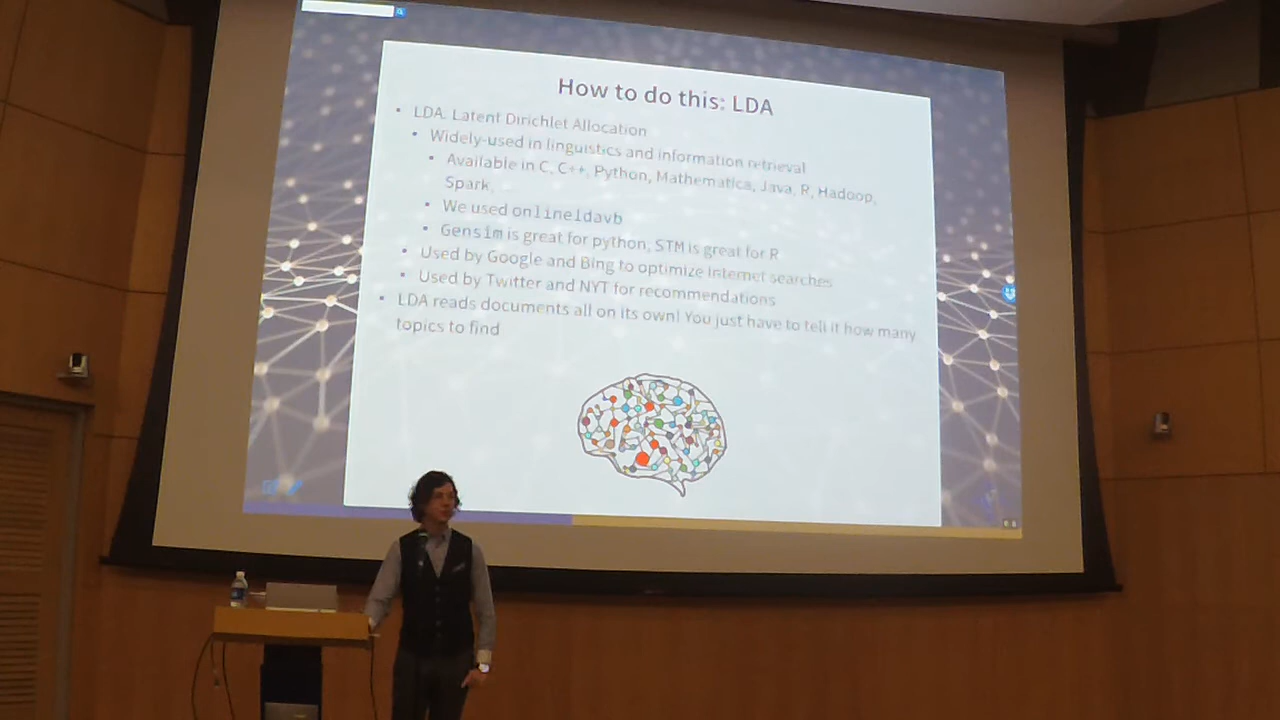 How to do this: LDA
LDA: Latent Dirichlet Allocation
Widely-used in linguistics and information retrieval
Available in C, C++, Python, Mathematica, Java, R, Hadoop,
Spark,
We used onlineldavb
Gensim is great for python, STM is great for R
Used by Google and Bing to optimize internet searches
Used by Twitter and NYT for recommendations
LDA reads documents all on its own! You just have to tell it how many
topics to find